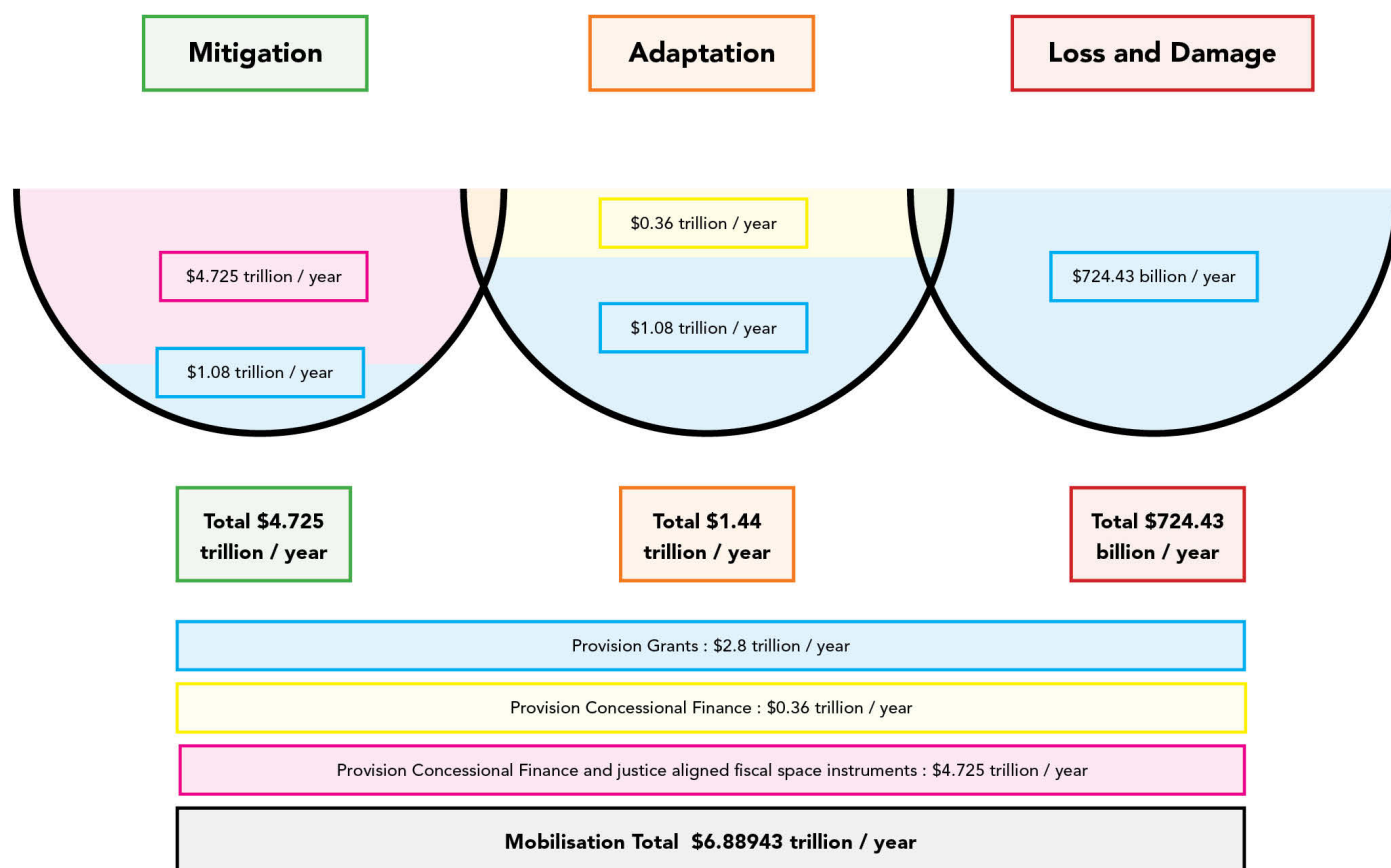 Mitigation
Adaptation
Loss and Damage
$4.725 trillion / year
$1.08 trillion / year
$0.36 trillion / year
$1.08 trillion / year
$724.43 billion / year
Total $4.725
trillion / year
Total $1.44
trillion / year
Total $724.43
billion / year
Provision Grants : $2.8 trillion / year
Provision Concessional Finance : $0.36 trillion / year
Provision Concessional Finance and justice aligned fiscal space instruments : $4.725 trillion / year
Mobilisation Total $6.88943 trillion / year